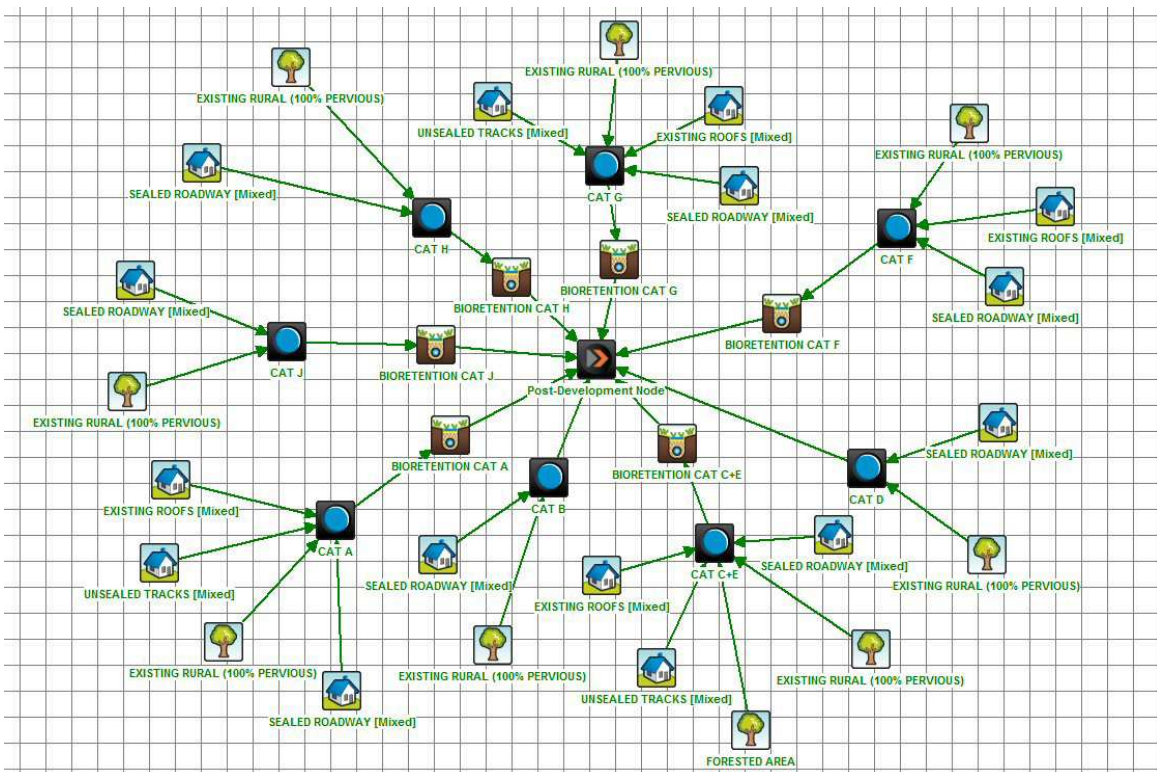 EXISTING RURAL (100% PERVIOUS)
EXISTING RURAL (100% PERVIOUS)
UNSEALED TRACKS [Mixed]
EXISTING ROOFS [Mixed]
EXISTING RURAL (100% PERVIOUS)
SEALED ROADWAY [Mixed]
CAT G
SEALED ROADWAY [Mixed]
EXISTING ROOFS [Mixed]
CAT H
CAT F
BIORETENTION CAT G
BIORETENTION CAT H
SEALED ROADWAY [Mixed]
SEALED ROADWAY [Mixed]
BIORETENTION CAT F
CAT J
BIORETENTION CAT J
Post-Development Node
EXISTING RURAL (100% PERVIOUS)
SEALED ROADWAY [Mixed]
BIORETENTION CAT A
BIORETENTION CAT C+E
CAT D
CAT B
EXISTING ROOFS [Mixed]
CAT A
SEALED ROADWAY [Mixed]
CAT C+E
SEALED ROADWAY [Mixed]
EXISTING RURAL (100% PERVIOUS)
UNSEALED TRACKS [Mixed]
EXISTING ROOFS [Mixed]
EXISTING RURAL (100% PERVIOUS)
EXISTING RURAL (100% PERVIOUS)
EXISTING RURAL (100% PERVIOUS)
UNSEALED TRACKS [Mixed]
SEALED ROADWAY [Mixed]
FORESTED AREA